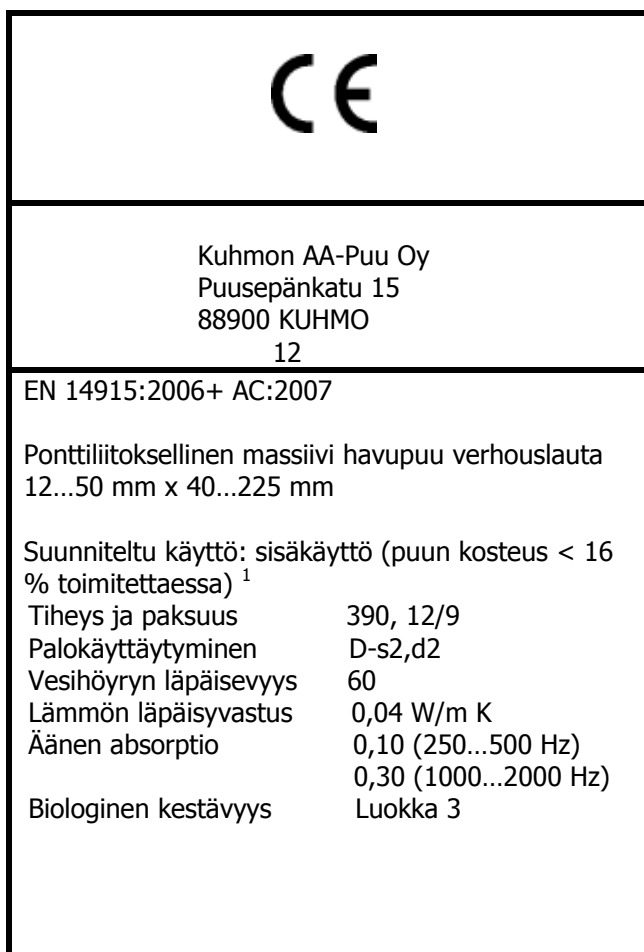 CE
Kuhmon AA-Puu Oy
Puusepänkatu 15
88900 KUHMO
12
EN 14915:2006+ AC:2007
Ponttiliitoksellinen massiivi havupuu verhouslauta
12…50 mm x 40…225 mm
Suunniteltu käyttö: sisäkäyttö (puun kosteus < 16
% toimitettaessa) ¹
Tiheys ja paksuus 390, 12/9
Palokäyttäytyminen D-s2,d2
Vesihöyryn läpäisevyys 60
Lämmön läpäisyvastus 0,04 W/m K
Äänen absorptio 0,10 (250…500 Hz)
0,30 (1000…2000 Hz)
Biologinen kestävyys Luokka 3